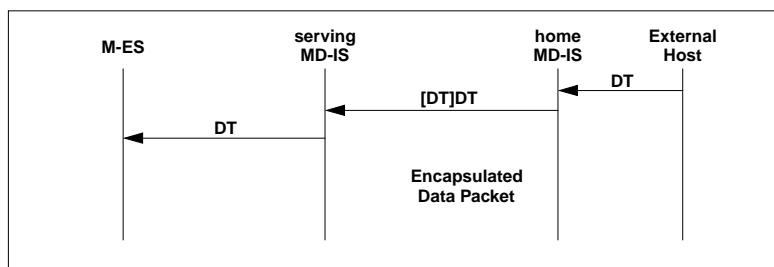 M-ES
serving
MD-IS
home
MD-IS
External
Host
DT
[DT]DT
DT
Encapsulated
Data Packet